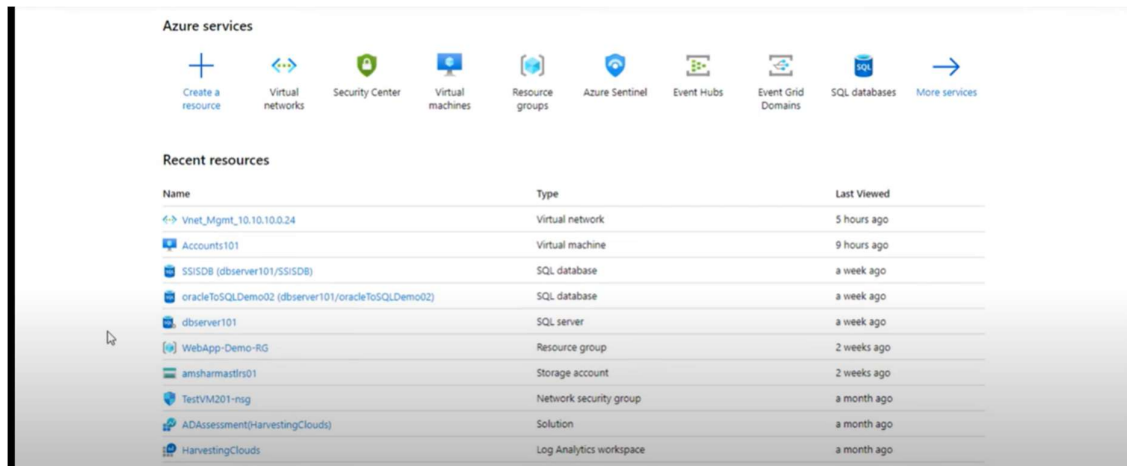 Azure services
Create a resource
Virtual networks
Security Center
Virtual machines
Resource groups
Azure Sentinel
Event Hubs
Event Grid Domains
SQL databases
More services
Recent resources
Name Type Last Viewed
Vnet_Mgmt_10.10.10.0.24 Virtual network 5 hours ago
Accounts101 Virtual machine 9 hours ago
SSISDB (dbserver101/SSISDB) SQL database a week ago
oracleToSQLDemo02 (dbserver101/oracleToSQLDemo02) SQL database a week ago
dbserver101 SQL server a week ago
WebApp-Demo-RG Resource group 2 weeks ago
amsharmastlrs01 Storage account 2 weeks ago
TestVM201-nsg Network security group a month ago
ADAssessment(HarvestingClouds) Solution a month ago
HarvestingClouds Log Analytics workspace a month ago